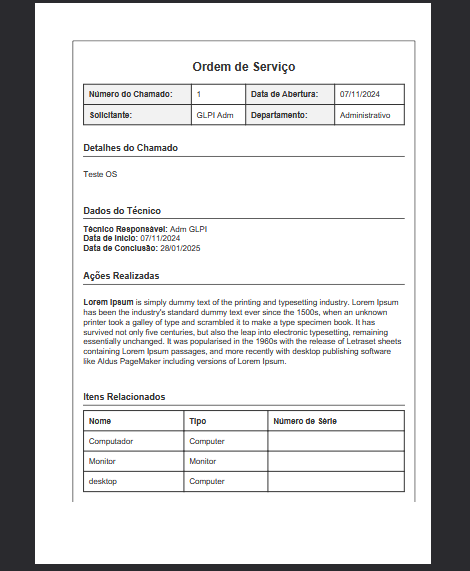 Ordem de Serviço
Número do Chamado: 1 Data de Abertura: 07/11/2024
Solicitante: GLPI Adm Departamento: Administrativo
Detalhes do Chamado
Teste OS
Dados do Técnico
Técnico Responsável: Adm GLPI
Data de Início: 07/11/2024
Data de Conclusão: 28/01/2025
Ações Realizadas
Lorem Ipsum is simply dummy text of the printing and typesetting industry. Lorem Ipsum
has been the industry's standard dummy text ever since the 1500s, when an unknown
printer took a galley of type and scrambled it to make a type specimen book. It has
survived not only five centuries, but also the leap into electronic typesetting, remaining
essentially unchanged. It was popularised in the 1960s with the release of Letraset sheets
containing Lorem Ipsum passages, and more recently with desktop publishing software
like Aldus PageMaker including versions of Lorem Ipsum.
Itens Relacionados
Nome Tipo Número de Série
Computador Computer
Monitor Monitor
desktop Computer